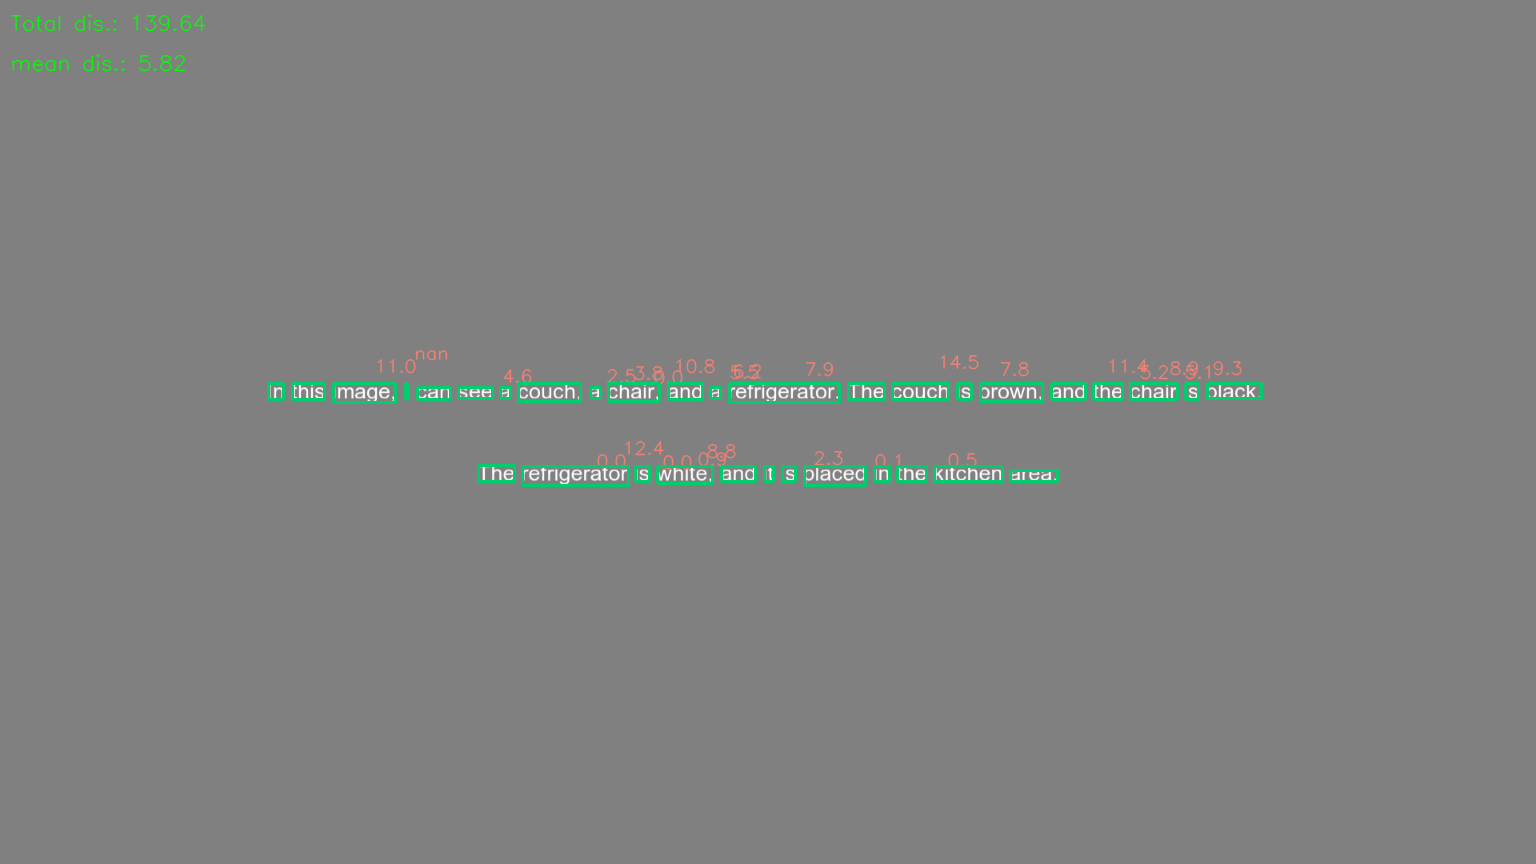 Total dis.: 139.64
mean dis.: 5.82
11.0 nan 4.6 2.5 3.8 0.0 10.8 6.2 7.9 14.5 7.8 11.4 5.2 8.9 5.1 9.3
In this image, I can see a couch, a chair, and a refrigerator. The couch is brown, and the chair is black.
0.0 12.4 0.0 0.9 8.8 2.3 0.1 0.5
The refrigerator is white, and it is placed in the kitchen area.